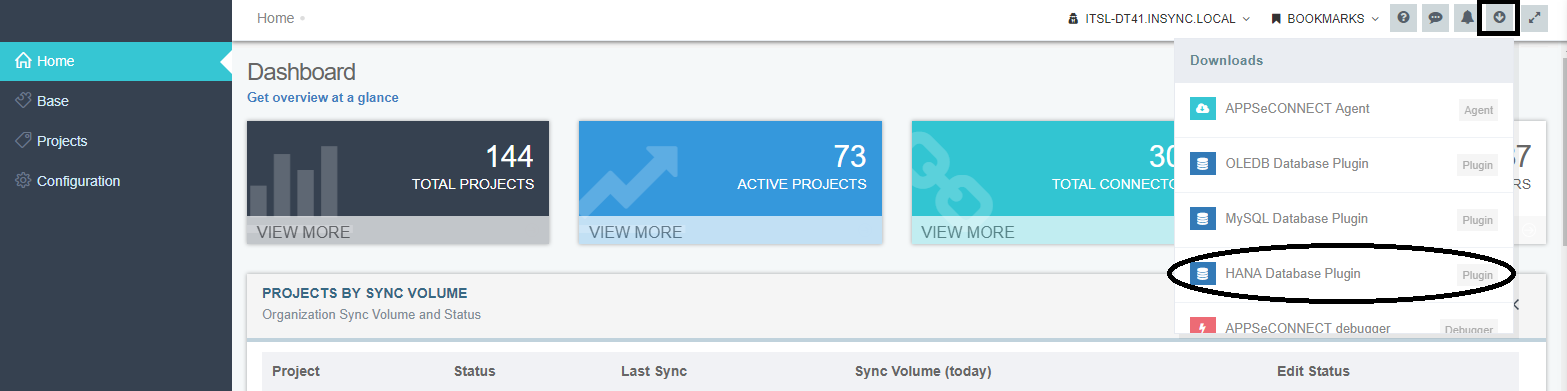 Home
ITSL-DT41.INSYNC.LOCAL
BOOKMARKS
Home
Base
Projects
Configuration
Dashboard
Get overview at a glance
144
TOTAL PROJECTS
VIEW MORE
73
ACTIVE PROJECTS
VIEW MORE
30
TOTAL CONNECTO
VIEW MORE
37
RS
Downloads
APPSeCONNECT Agent Agent
OLEDB Database Plugin Plugin
MySQL Database Plugin Plugin
HANA Database Plugin Plugin
APPSeCONNECT debugger Debugger
PROJECTS BY SYNC VOLUME
Organization Sync Volume and Status
Project Status Last Sync Sync Volume (today) Edit Status